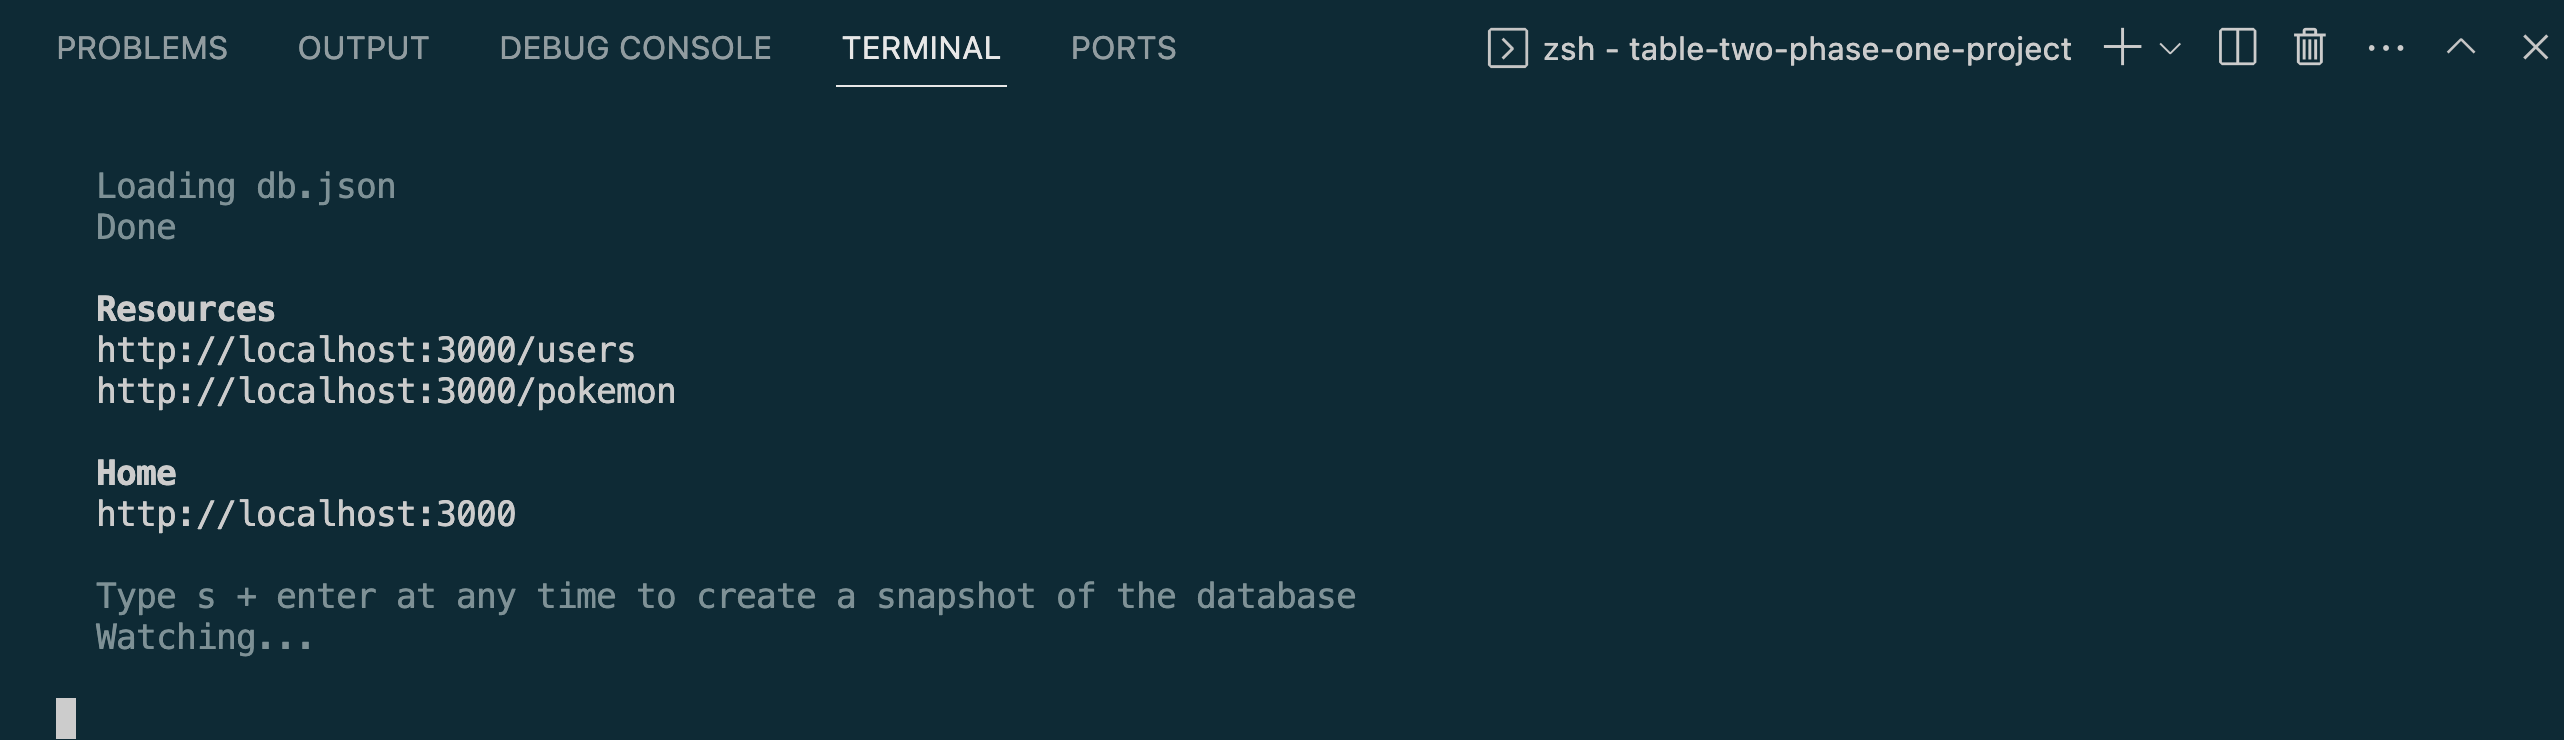 PROBLEMS OUTPUT DEBUG CONSOLE TERMINAL PORTS zsh - table-two-phase-one-project
Loading db.json
Done
Resources
http://localhost:3000/users
http://localhost:3000/pokemon
Home
http://localhost:3000
Type s + enter at any time to create a snapshot of the database
Watching...